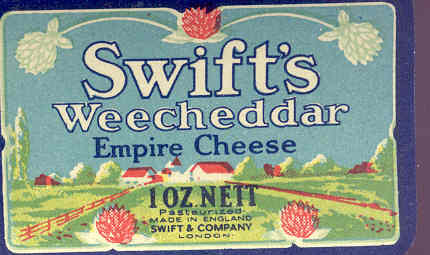 Swift's
Weecheddar
Empire Cheese
1 OZ. NETT
Pasteurized
MADE IN ENGLAND
SWIFT & COMPANY
LONDON